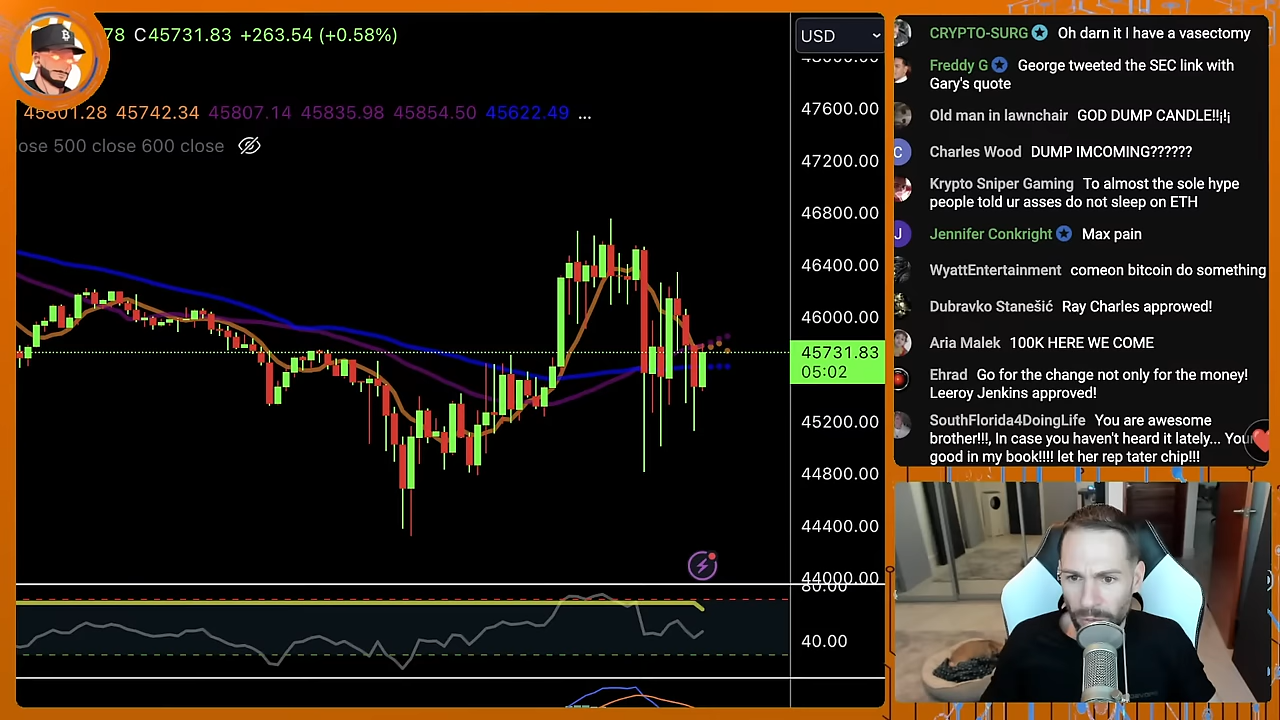 78 C45731.83 +263.54 (+0.58%)
45801.28 45742.34 45807.14 45835.98 45854.50 45622.49 ...
ose 500 close 600 close
USD
47600.00
47200.00
46800.00
46400.00
46000.00
45731.83
05:02
45200.00
44800.00
44400.00
44000.00
80.00
40.00
CRYPTO-SURG Oh darn it I have a vasectomy
Freddy G George tweeted the SEC link with
Gary's quote
Old man in lawnchair GOD DUMP CANDLE!!¡!¡
C Charles Wood DUMP IMCOMING??????
Krypto Sniper Gaming To almost the sole hype
people told ur asses do not sleep on ETH
J Jennifer Conkright Max pain
WyattEntertainment comeon bitcoin do something
Dubravko Stanešić Ray Charles approved!
Aria Malek 100K HERE WE COME
Ehrad Go for the change not only for the money!
Leeroy Jenkins approved!
SouthFlorida4DoingLife You are awesome
brother!!!, In case you haven't heard it lately... Your
good in my book!!!! let her rep tater chip!!!